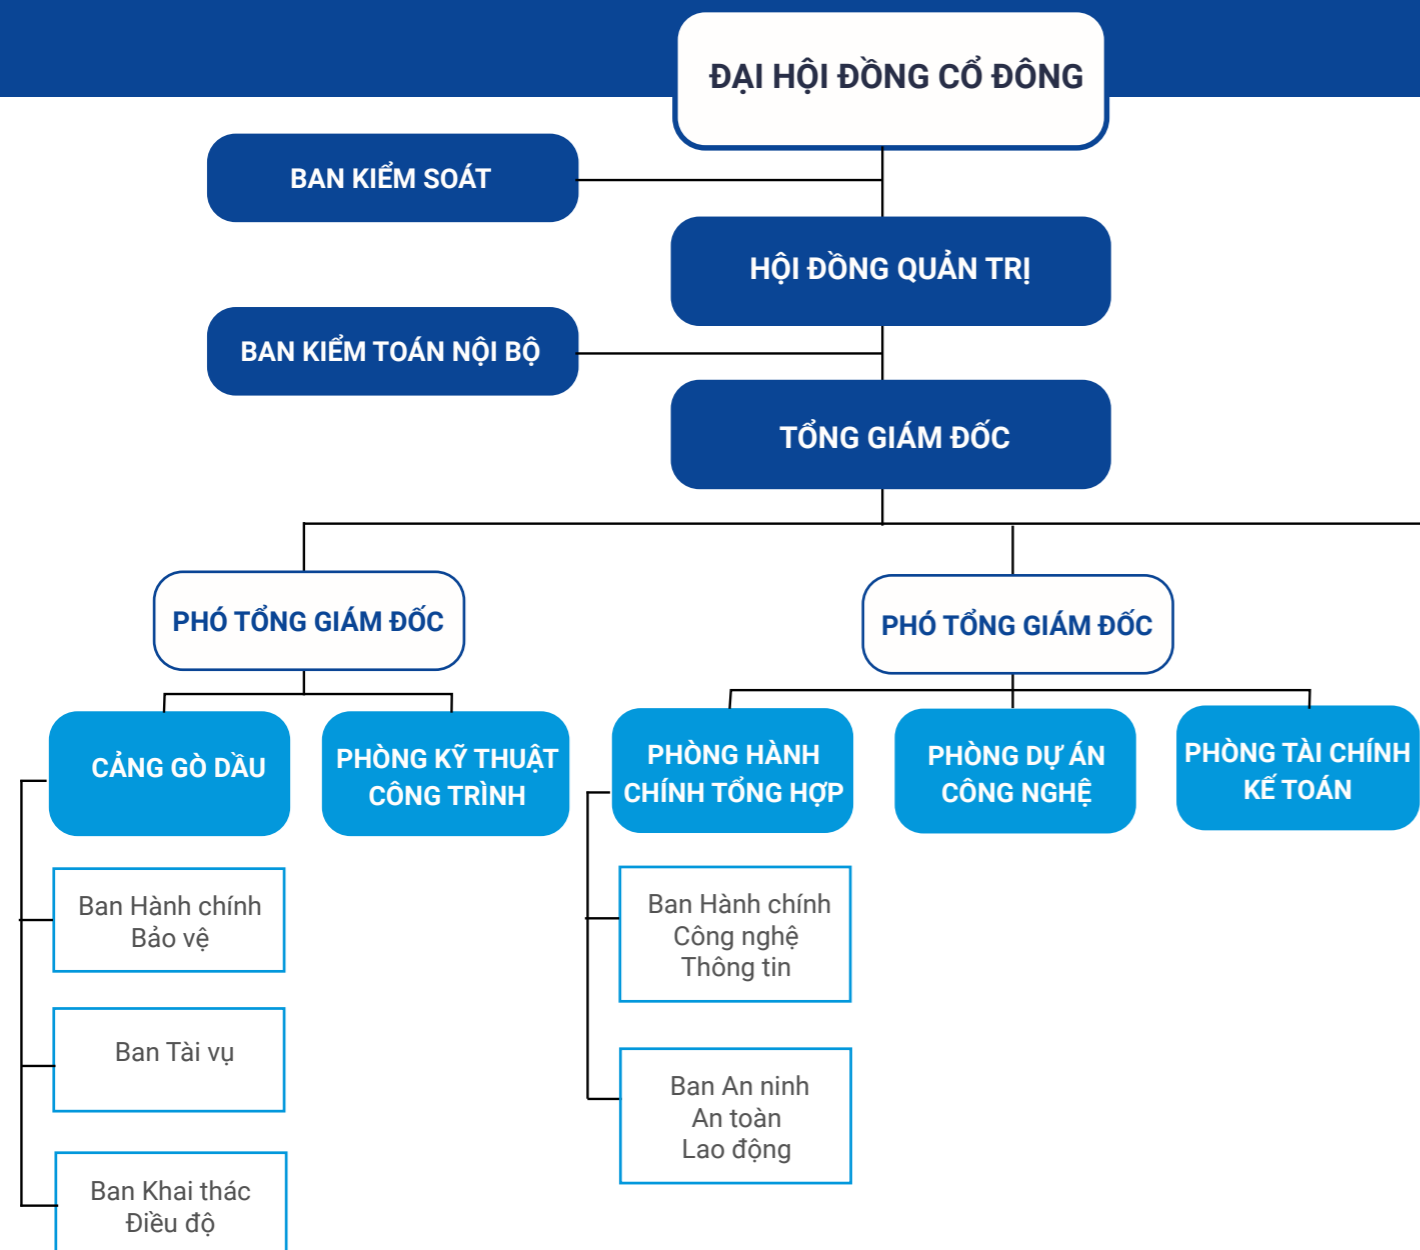 ĐẠI HỘI ĐỒNG CỔ ĐÔNG
BAN KIỂM SOÁT
HỘI ĐỒNG QUẢN TRỊ
BAN KIỂM TOÁN NỘI BỘ
TỔNG GIÁM ĐỐC
PHÓ TỔNG GIÁM ĐỐC
PHÓ TỔNG GIÁM ĐỐC
CẢNG GÒ DẦU
PHÒNG KỸ THUẬT
CÔNG TRÌNH
PHÒNG HÀNH
CHÍNH TỔNG HỢP
PHÒNG DỰ ÁN
CÔNG NGHỆ
PHÒNG TÀI CHÍNH
KẾ TOÁN
Ban Hành chính
Bảo vệ
Ban Tài vụ
Ban Khai thác
Điều độ
Ban Hành chính
Công nghệ
Thông tin
Ban An ninh
An toàn
Lao động